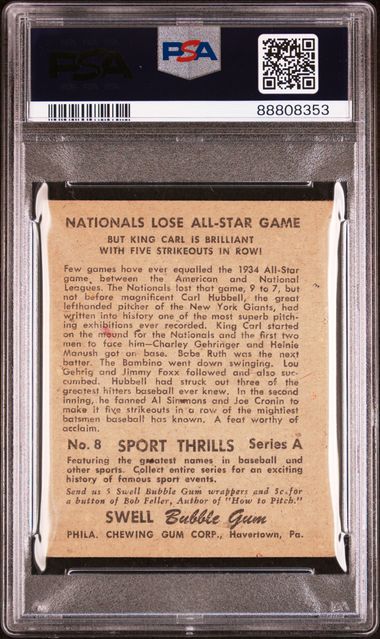 PSA
PSA
88808353
NATIONALS LOSE ALL-STAR GAME
BUT KING CARL IS BRILLIANT
WITH FIVE STRIKEOUTS IN ROW!
Few games have ever equalled the 1934 All-Star
game between the American and National
Leagues. The Nationals lost that game, 9 to 7, but
not before magnificent Carl Hubbell, the great
lefthanded pitcher of the New York Giants, had
written into history one of the most superb pitch-
ing exhibitions ever recorded. King Carl started
on the mound for the Nationals and the first two
men to face him—Charley Gehringer and Heinie
Manush got on base. Babe Ruth was the next
batter. The Bambino went down swinging. Lou
Gehrig and Jimmy Foxx followed and also suc-
cumbed. Hubbell had struck out three of the
greatest hitters baseball ever knew. In the second
inning, he fanned Al Simmons and Joe Cronin to
make it five strikeouts in a row of the mightiest
batsmen baseball has known. A feat worthy of
acclaim.
No. 8 SPORT THRILLS Series A
Featuring the greatest names in baseball and
other sports. Collect entire series for an exciting
history of famous sport events.
Send us 5 Swell Bubble Gum wrappers and 5c for
a button of Bob Feller, Author of "How to Pitch."
SWELL Bubble Gum
PHILA. CHEWING GUM CORP., Havertown, Pa.